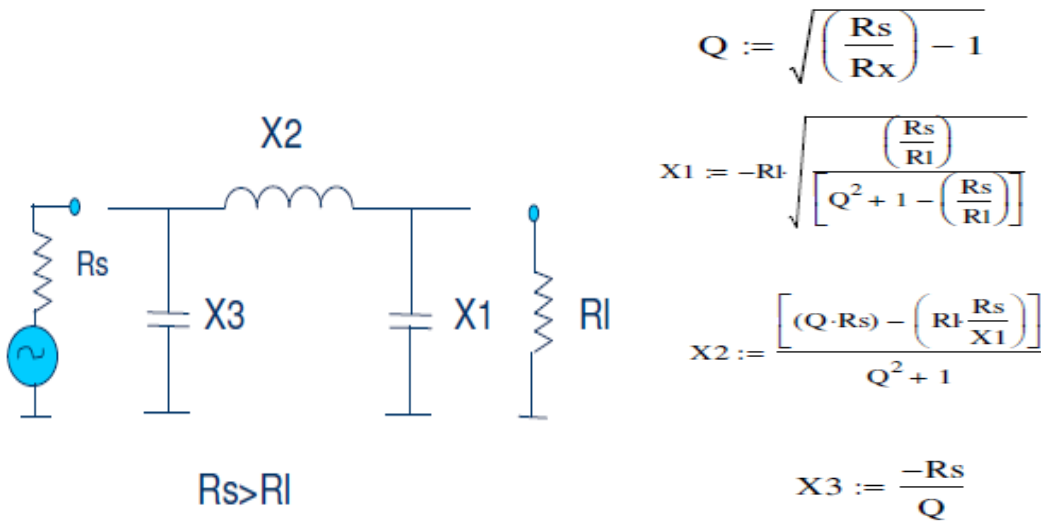 X2
Rs
X3
X1
Rl
Rs>Rl
Q := √((Rs/Rx) − 1)
X1 := −Rl·√((Rs/Rl)/[Q² + 1 − (Rs/Rl)])
X2 := [(Q·Rs) − (Rl·Rs/X1)]/(Q² + 1)
X3 := −Rs/Q